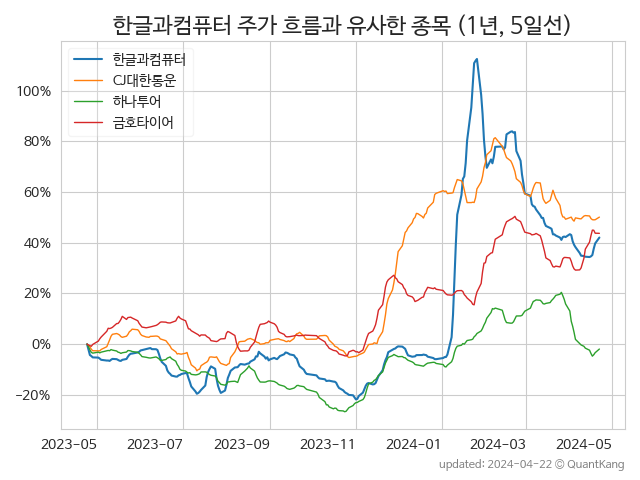 한글과컴퓨터 주가 흐름과 유사한 종목 (1년, 5일선)
한글과컴퓨터
CJ대한통운
하나투어
금호타이어
100%
80%
60%
40%
20%
0%
−20%
2023-05 2023-07 2023-09 2023-11 2024-01 2024-03 2024-05
updated: 2024-04-22 © QuantKang